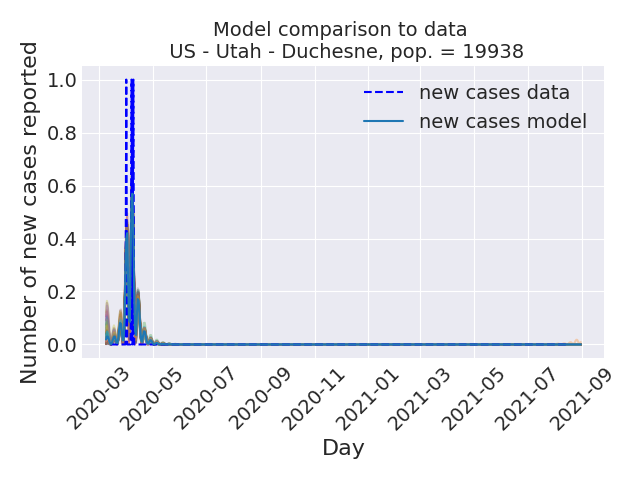 Model comparison to data
US - Utah - Duchesne, pop. = 19938
Number of new cases reported
1.0
0.8
0.6
0.4
0.2
0.0
new cases data
new cases model
2020-03
2020-05
2020-07
2020-09
2020-11
2021-01
2021-03
2021-05
2021-07
2021-09
Day